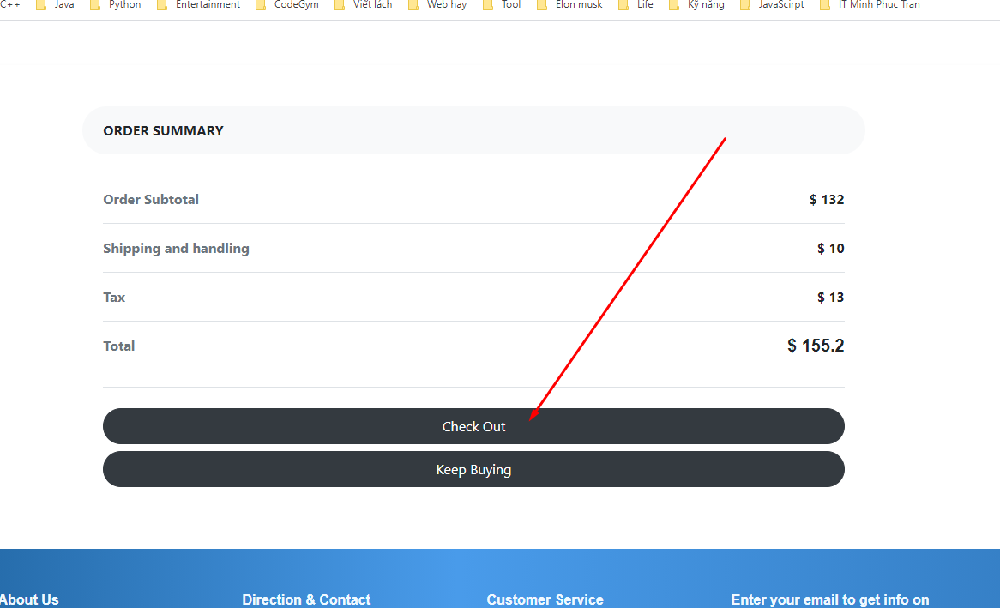 C++ Java Python Entertainment CodeGym Viết lách Web hay Tool Elon musk Life Kỹ năng JavaScirpt IT Minh Phuc Tran
ORDER SUMMARY
Order Subtotal $ 132
Shipping and handling $ 10
Tax $ 13
Total $ 155.2
Check Out
Keep Buying
About Us Direction & Contact Customer Service Enter your email to get info on